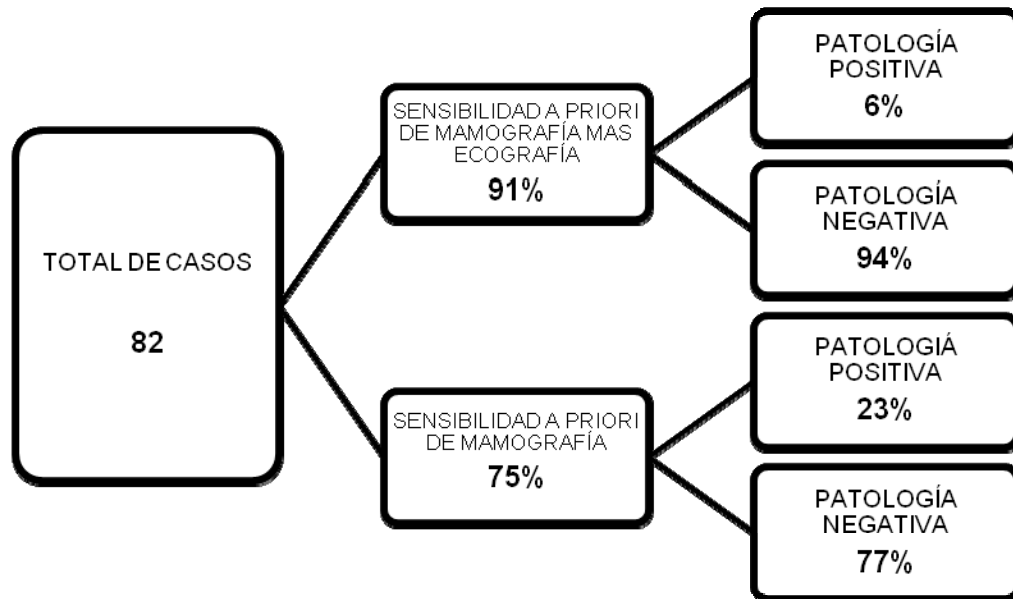 TOTAL DE CASOS
82
SENSIBILIDAD A PRIORI
DE MAMOGRAFÍA MAS
ECOGRAFÍA
91%
PATOLOGÍA
POSITIVA
6%
PATOLOGÍA
NEGATIVA
94%
SENSIBILIDAD A PRIORI
DE MAMOGRAFÍA
75%
PATOLOGIÁ
POSITIVA
23%
PATOLOGÍA
NEGATIVA
77%